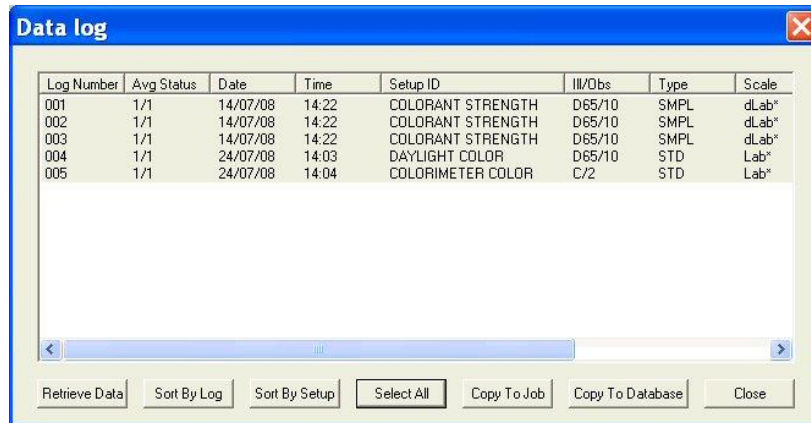 Data log
Log Number Avg Status Date Time Setup ID Ill/Obs Type Scale
001 1/1 14/07/08 14:22 COLORANT STRENGTH D65/10 SMPL dLab*
002 1/1 14/07/08 14:22 COLORANT STRENGTH D65/10 SMPL dLab*
003 1/1 14/07/08 14:22 COLORANT STRENGTH D65/10 SMPL dLab*
004 1/1 24/07/08 14:03 DAYLIGHT COLOR D65/10 STD Lab*
005 1/1 24/07/08 14:04 COLORIMETER COLOR C/2 STD Lab*
Retrieve Data Sort By Log Sort By Setup Select All Copy To Job Copy To Database Close